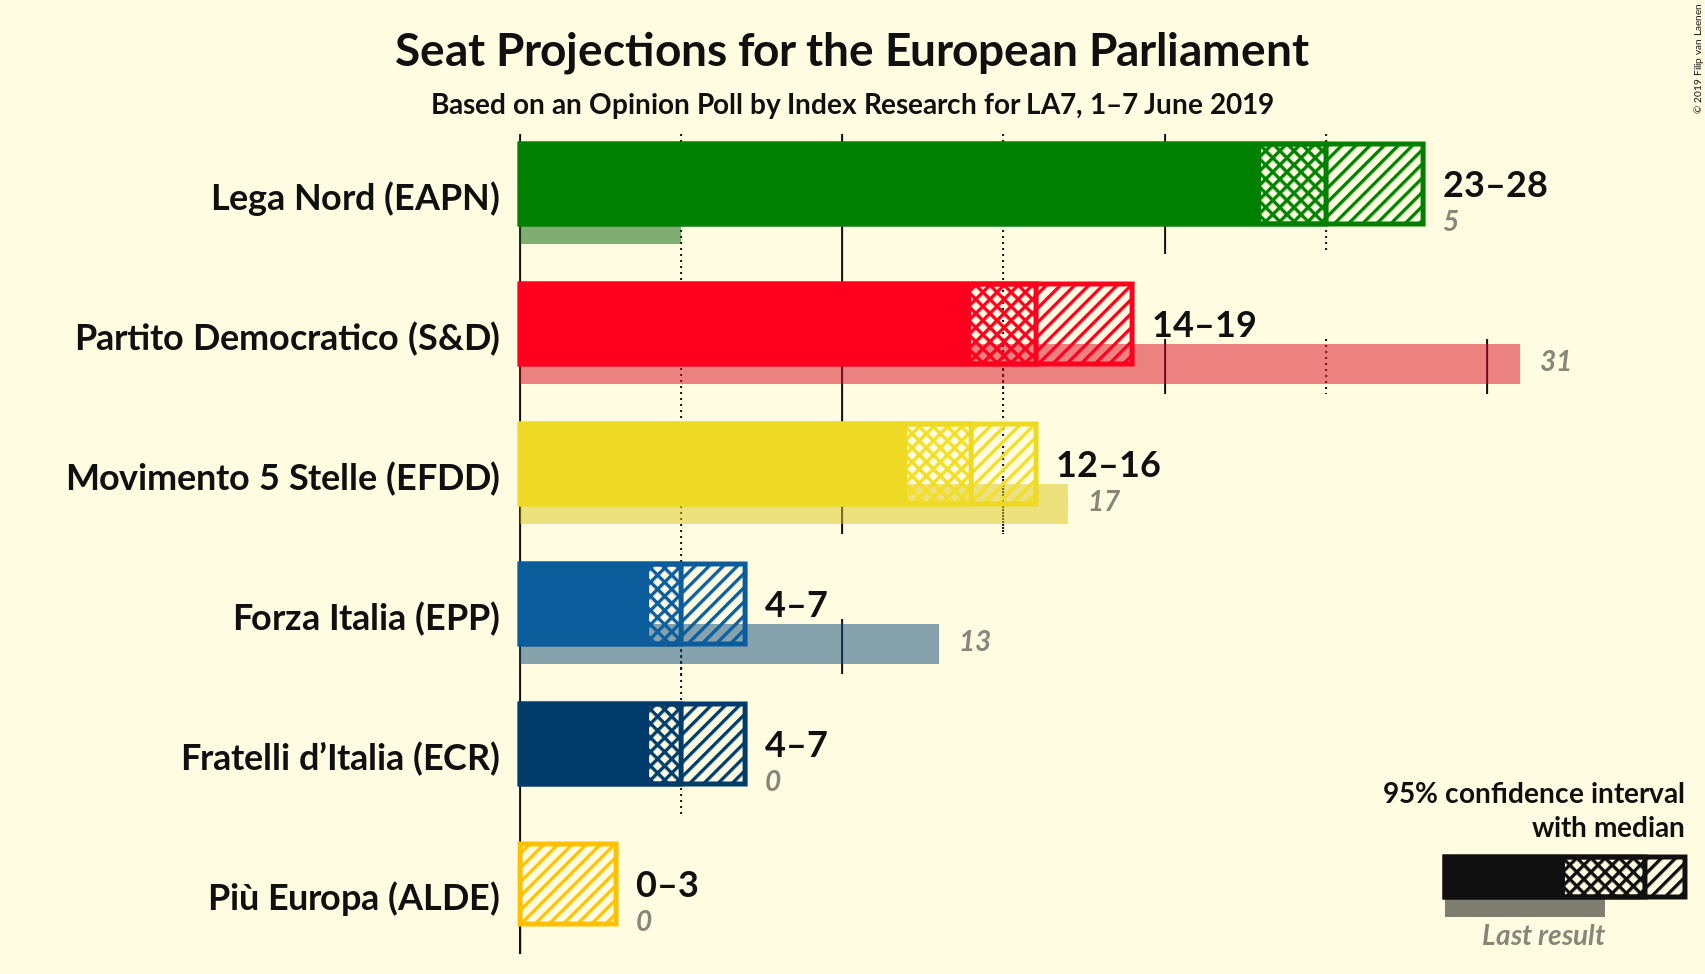 Seat Projections for the European Parliament
Based on an Opinion Poll by Index Research for LA7, 1–7 June 2019
© 2019 Filip van Laenen
Lega Nord (EAPN)
23–28
5
Partito Democratico (S&D)
14–19
31
Movimento 5 Stelle (EFDD)
12–16
17
Forza Italia (EPP)
4–7
13
Fratelli d’Italia (ECR)
4–7
0
Più Europa (ALDE)
0–3
0
95% confidence interval
with median
Last result